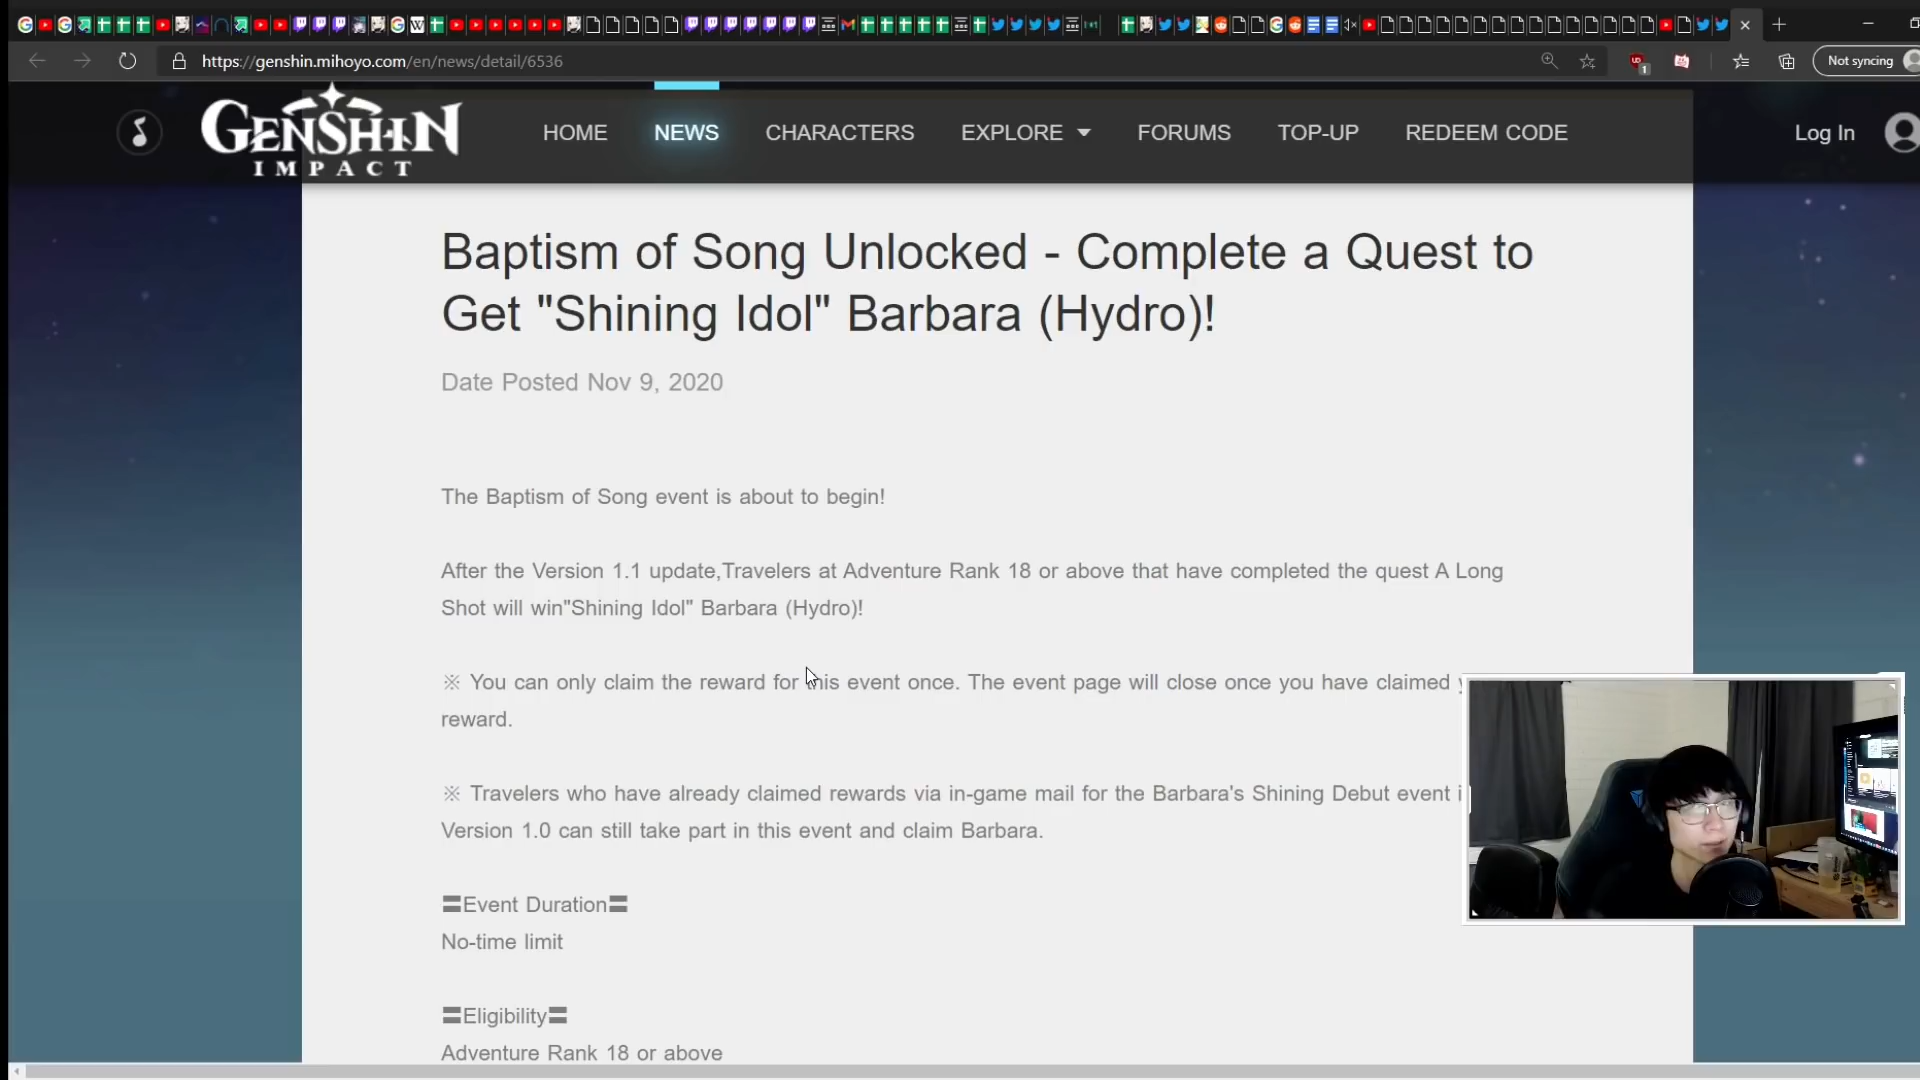 https://genshin.mihoyo.com/en/news/detail/6536
Not syncing
GENSHIN
IMPACT
HOME
NEWS
CHARACTERS
EXPLORE
FORUMS
TOP-UP
REDEEM CODE
Log In
Baptism of Song Unlocked - Complete a Quest to
Get "Shining Idol" Barbara (Hydro)!
Date Posted Nov 9, 2020
The Baptism of Song event is about to begin!
After the Version 1.1 update,Travelers at Adventure Rank 18 or above that have completed the quest A Long
Shot will win"Shining Idol" Barbara (Hydro)!
※ You can only claim the reward for this event once. The event page will close once you have claimed
reward.
※ Travelers who have already claimed rewards via in-game mail for the Barbara's Shining Debut event
Version 1.0 can still take part in this event and claim Barbara.
〓Event Duration〓
No-time limit
〓Eligibility〓
Adventure Rank 18 or above